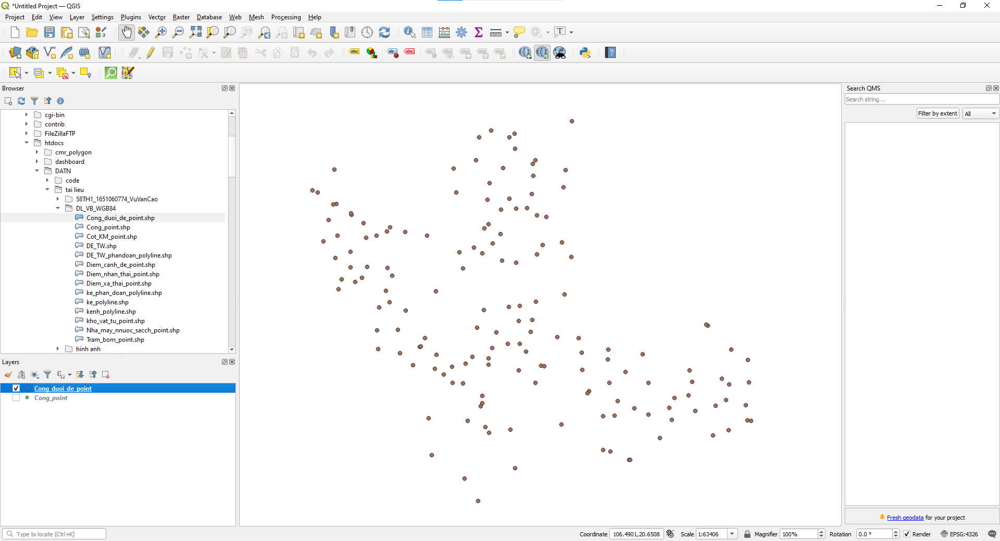 *Untitled Project — QGIS
Project Edit View Layer Settings Plugins Vector Raster Database Web Mesh Processing Help
Browser
cgi-bin
contrib
FileZillaFTP
htdocs
cmr_polygon
dashboard
DATN
code
tai lieu
58TH1_1651060774_VuVanCao
DL_VB_WGB84
Cong_duoi_de_point.shp
Cong_point.shp
Cot_KM_point.shp
DE_TW.shp
DE_TW_phandoan_polyline.shp
Diem_canh_de_point.shp
Diem_nhan_thai_point.shp
Diem_xa_thai_point.shp
ke_phan_doan_polyline.shp
ke_polyline.shp
kenh_polyline.shp
kho_vat_tu_point.shp
Nha_may_nnuoc_sacch_point.shp
Tram_bom_point.shp
hinh anh
Layers
Cong_duoi_de_point
Cong_point
Search QMS
Search string...
Filter by extent All
Fresh geodata for your project
Type to locate (Ctrl+K)
Coordinate 106.4901,20.6508 Scale 1:63406 Magnifier 100% Rotation 0.0 ° Render EPSG:4326